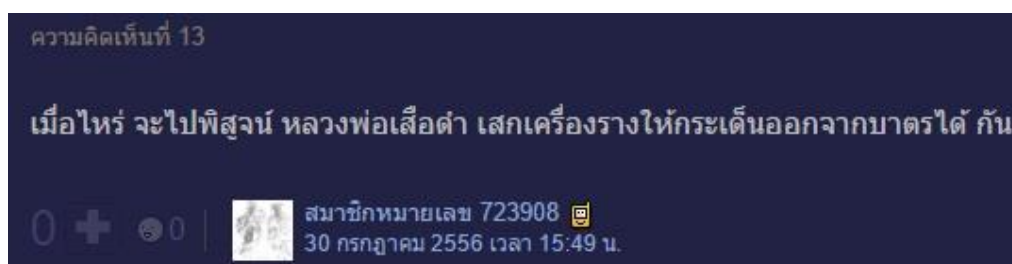 ความคิดเห็นที่ 13
เมื่อไหร่ จะไปพิสูจน์ หลวงพ่อเสือดำ เสกเครื่องรางให้กระเด็นออกจากบาตรได้ กัน
0 + 0
สมาชิกหมายเลข 723908
30 กรกฎาคม 2556 เวลา 15:49 น.